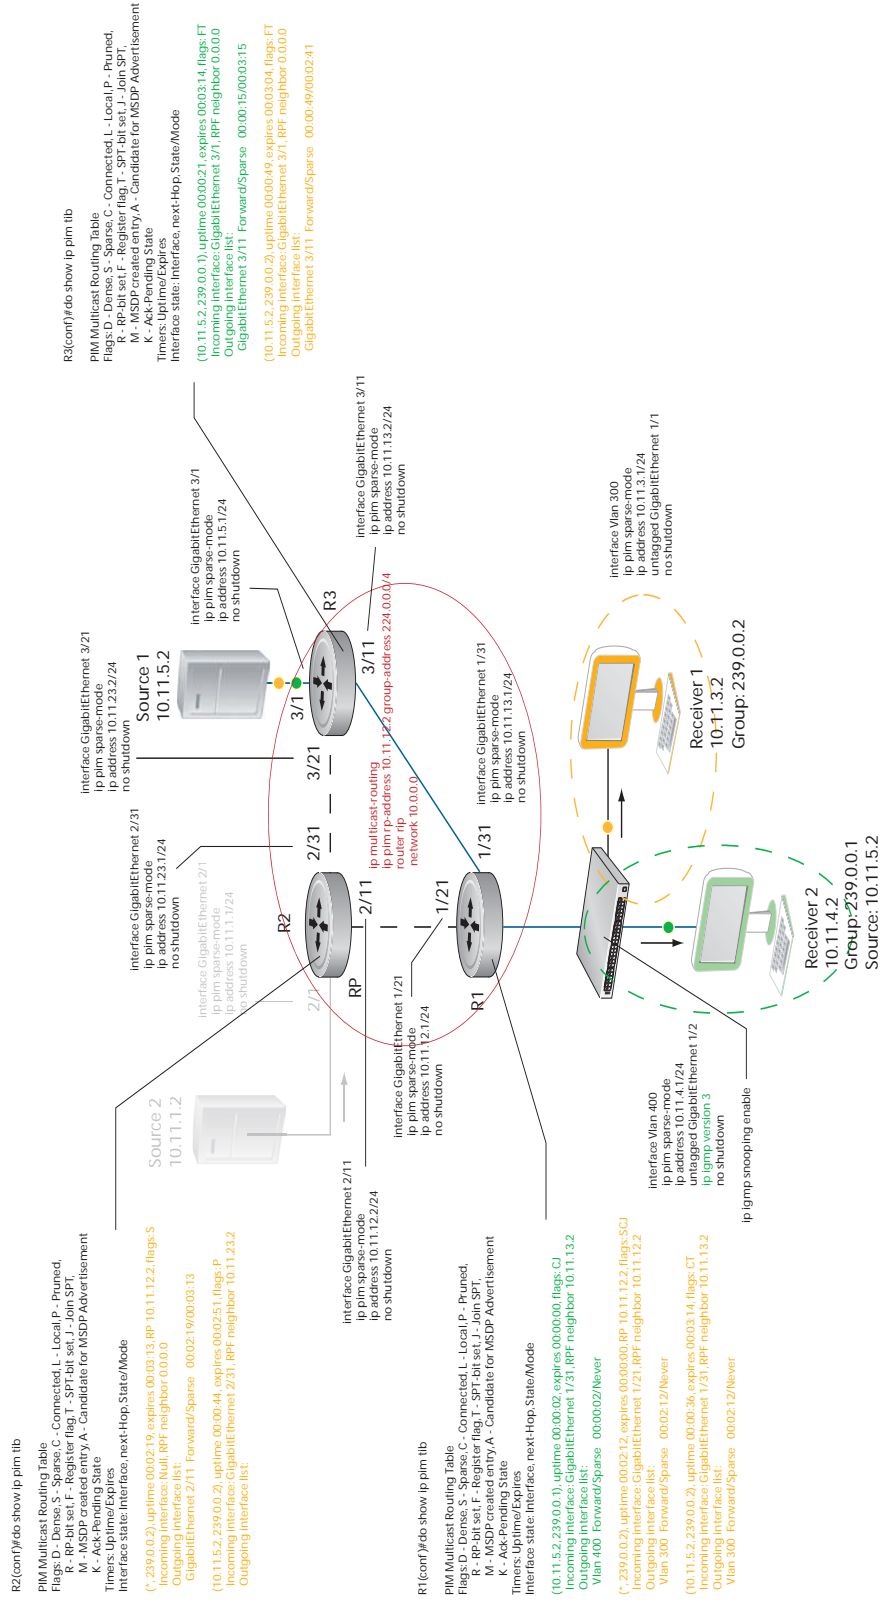 R2(conf)#do show ip pim tib
PIM Multicast Routing Table
Flags: D - Dense, S - Sparse, C - Connected, L - Local, P - Pruned,
R - RP-bit set, F - Register flag, T - SPT-bit set, J - Join SPT,
M - MSDP created entry, A - Candidate for MSDP Advertisement
K - Ack-Pending State
Timers: Uptime/Expires
Interface state: Interface, next-Hop, State/Mode
(*, 239.0.0.2), uptime 00:02:19, expires 00:03:13, RP 10.11.12.2, flags: S
Incoming interface: Null, RPF neighbor 0.0.0.0
Outgoing interface list:
GigabitEthernet 2/11 Forward/Sparse 00:02:19/00:03:13
(10.11.5.2, 239.0.0.2), uptime 00:00:44, expires 00:02:51, flags: P
Incoming interface: GigabitEthernet 2/31, RPF neighbor 10.11.23.2
Outgoing interface list:
R3(conf)#do show ip pim tib
PIM Multicast Routing Table
Flags: D - Dense, S - Sparse, C - Connected, L - Local, P - Pruned,
R - RP-bit set, F - Register flag, T - SPT-bit set, J - Join SPT,
M - MSDP created entry, A - Candidate for MSDP Advertisement
K - Ack-Pending State
Timers: Uptime/Expires
Interface state: Interface, next-Hop, State/Mode
(10.11.5.2, 239.0.0.1), uptime 00:00:21, expires 00:03:14, flags: FT
Incoming interface: GigabitEthernet 3/1, RPF neighbor 0.0.0.0
Outgoing interface list:
GigabitEthernet 3/11 Forward/Sparse 00:00:15/00:03:15
(10.11.5.2, 239.0.0.2), uptime 00:00:49, expires 00:03:04, flags: FT
Incoming interface: GigabitEthernet 3/1, RPF neighbor 0.0.0.0
Outgoing interface list:
GigabitEthernet 3/11 Forward/Sparse 00:00:49/00:02:41
interface GigabitEthernet 3/21
ip pim sparse-mode
ip address 10.11.23.2/24
no shutdown
interface GigabitEthernet 2/31
ip pim sparse-mode
ip address 10.11.23.1/24
no shutdown
interface GigabitEthernet 2/1
ip pim sparse-mode
ip address 10.11.1.1/24
no shutdown
Source 1
10.11.5.2
interface GigabitEthernet 3/1
ip pim sparse-mode
ip address 10.11.5.1/24
no shutdown
Source 2
10.11.1.2
2/1
R2
2/31
3/21
3/1
R3
RP
2/11
3/11
interface GigabitEthernet 3/11
ip pim sparse-mode
ip address 10.11.13.2/24
no shutdown
interface GigabitEthernet 2/11
ip pim sparse-mode
ip address 10.11.12.2/24
no shutdown
ip multicast-routing
ip pim rp-address 10.11.12.2 group-address 224.0.0.0/4
router rip
network 10.0.0.0
interface GigabitEthernet 1/21
ip pim sparse-mode
ip address 10.11.12.1/24
no shutdown
1/21
R1
1/31
interface GigabitEthernet 1/31
ip pim sparse-mode
ip address 10.11.13.1/24
no shutdown
R1(conf)#do show ip pim tib
PIM Multicast Routing Table
Flags: D - Dense, S - Sparse, C - Connected, L - Local, P - Pruned,
R - RP-bit set, F - Register flag, T - SPT-bit set, J - Join SPT,
M - MSDP created entry, A - Candidate for MSDP Advertisement
K - Ack-Pending State
Timers: Uptime/Expires
Interface state: Interface, next-Hop, State/Mode
(10.11.5.2, 239.0.0.1), uptime 00:00:02, expires 00:00:00, flags: CJ
Incoming interface: GigabitEthernet 1/31, RPF neighbor 10.11.13.2
Outgoing interface list:
Vlan 400 Forward/Sparse 00:00:02/Never
(*, 239.0.0.2), uptime 00:02:12, expires 00:00:00, RP 10.11.12.2, flags: SCJ
Incoming interface: GigabitEthernet 1/21, RPF neighbor 10.11.12.2
Outgoing interface list:
Vlan 300 Forward/Sparse 00:02:12/Never
(10.11.5.2, 239.0.0.2), uptime 00:00:36, expires 00:03:14, flags: CT
Incoming interface: GigabitEthernet 1/31, RPF neighbor 10.11.13.2
Outgoing interface list:
Vlan 300 Forward/Sparse 00:02:12/Never
interface Vlan 300
ip pim sparse-mode
ip address 10.11.3.1/24
untagged GigabitEthernet 1/1
no shutdown
interface Vlan 400
ip pim sparse-mode
ip address 10.11.4.1/24
untagged GigabitEthernet 1/2
ip igmp version 3
no shutdown
ip igmp snooping enable
Receiver 1
10.11.3.2
Group: 239.0.0.2
Receiver 2
10.11.4.2
Group: 239.0.0.1
Source: 10.11.5.2